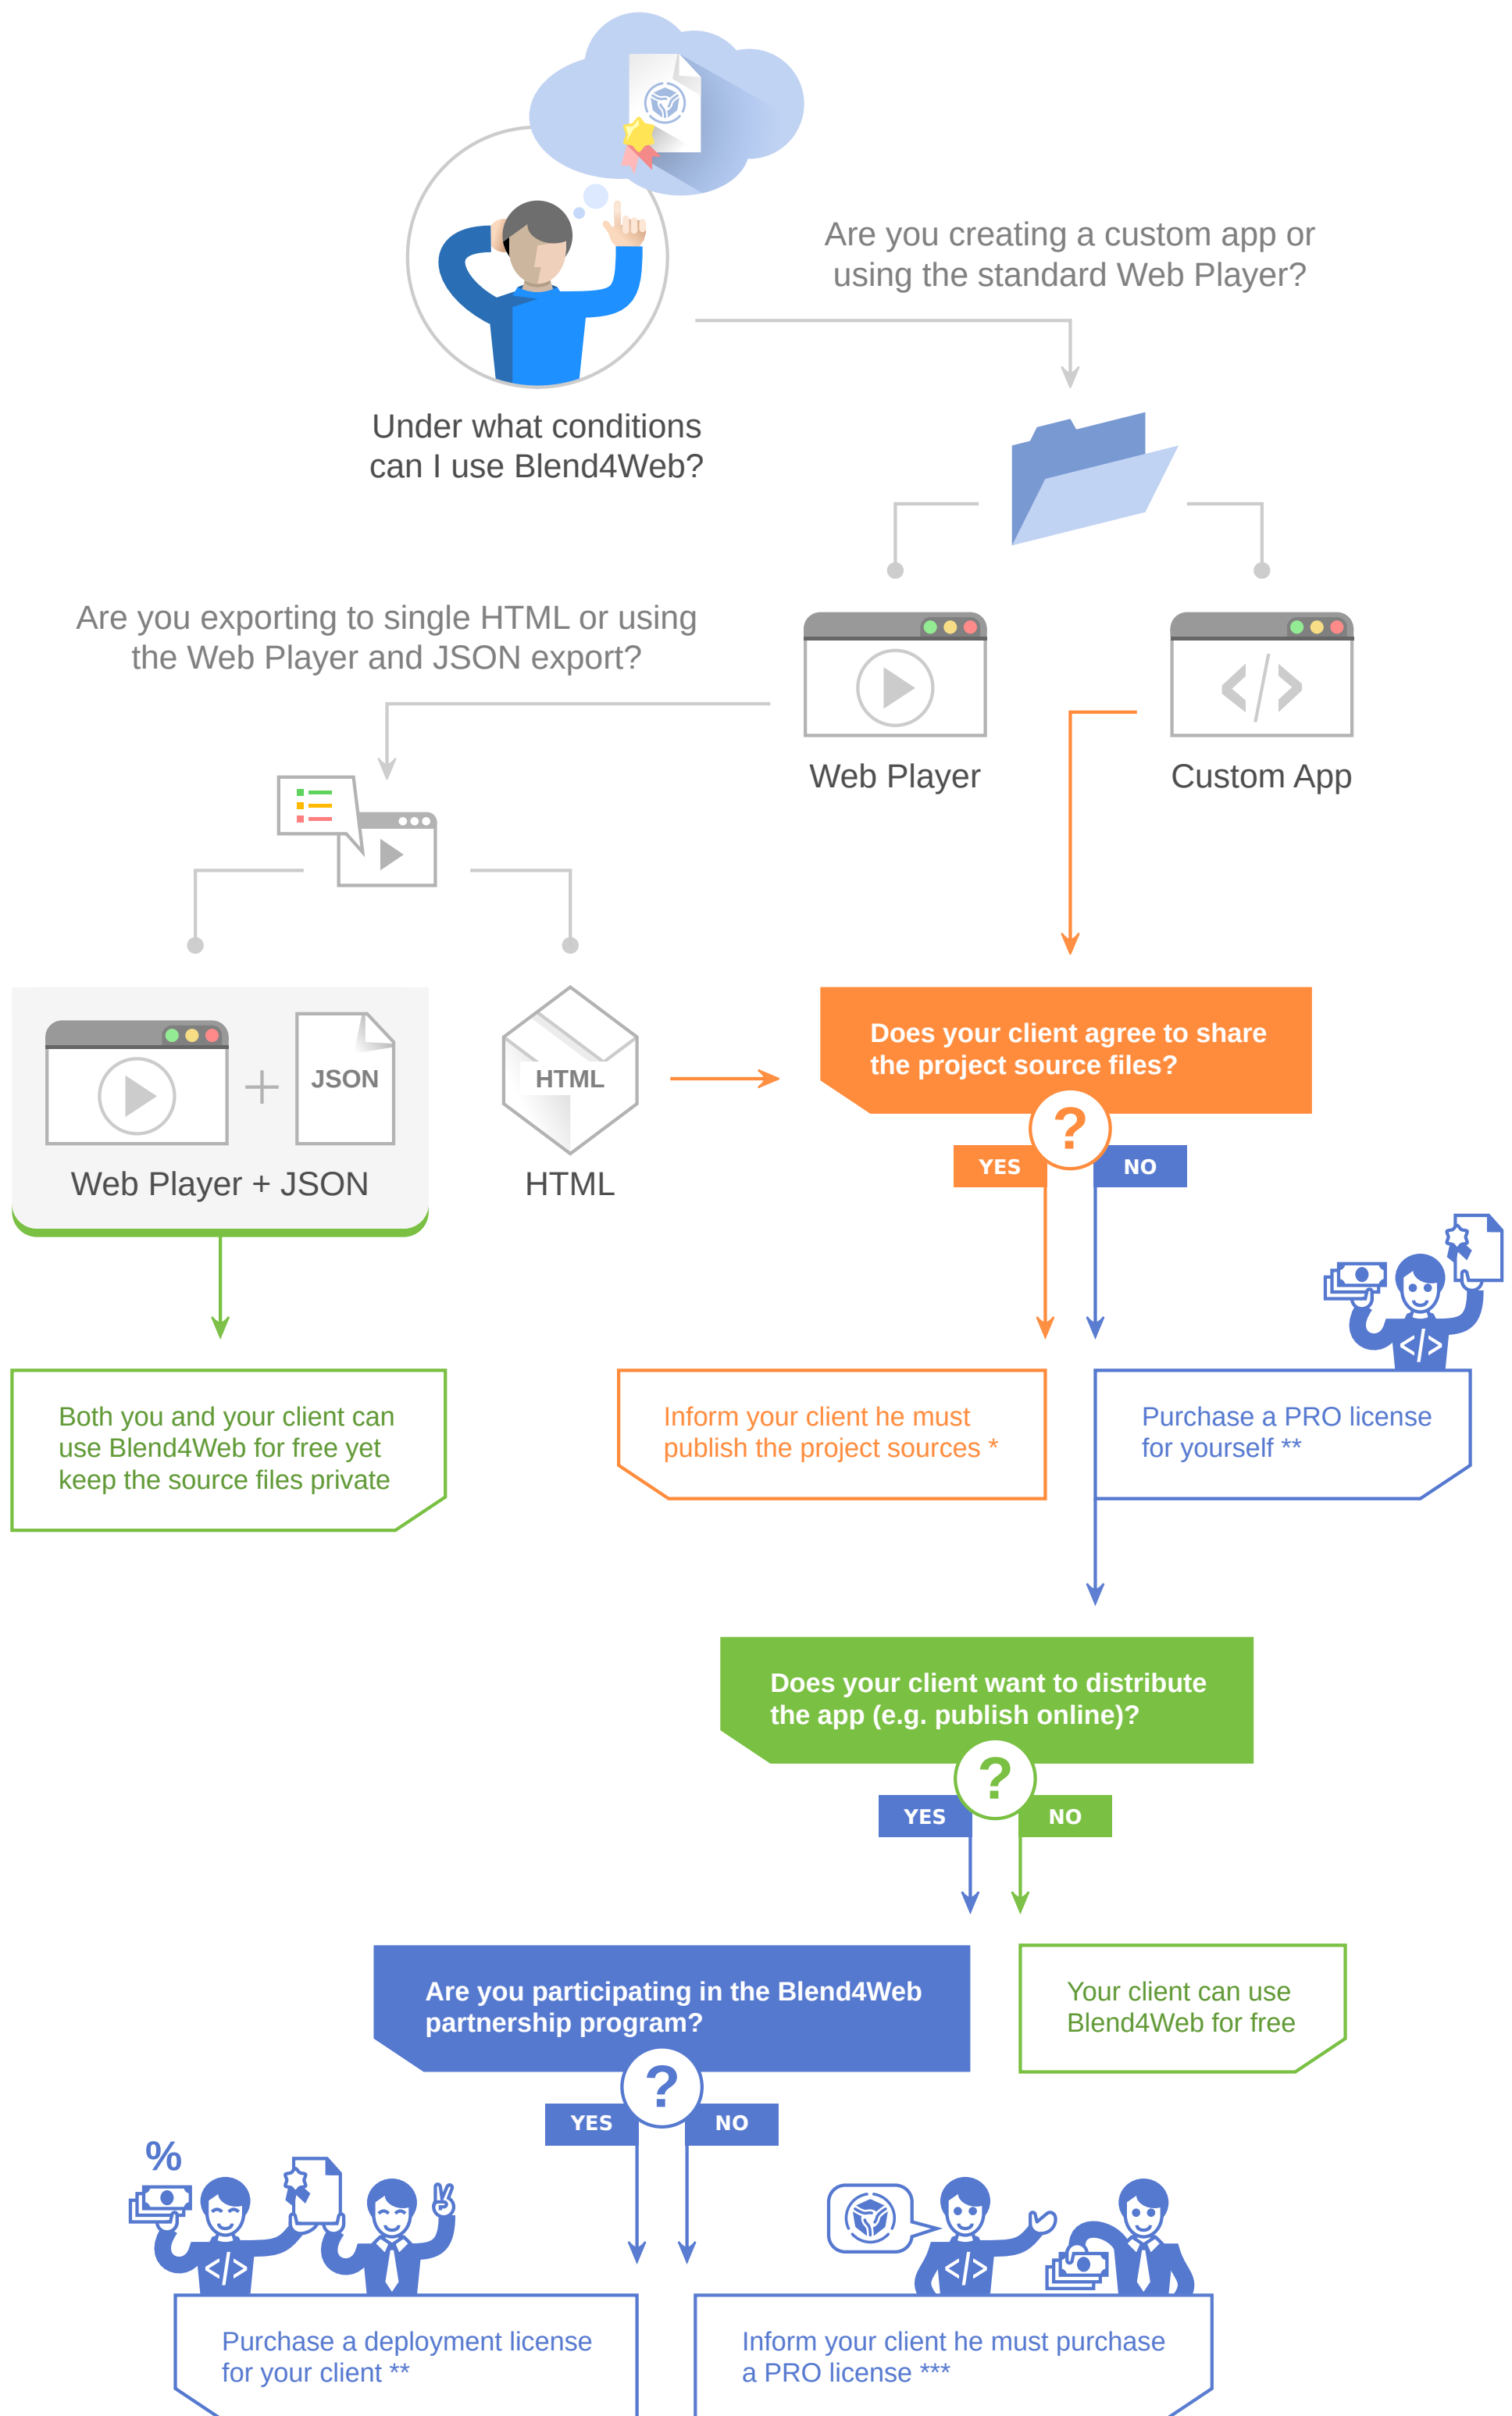 Are you creating a custom app or
using the standard Web Player?
Under what conditions
can I use Blend4Web?
Are you exporting to single HTML or using
the Web Player and JSON export?
Web Player
Custom App
JSON
Web Player + JSON
HTML
HTML
Does your client agree to share
the project source files?
?
YES
NO
Both you and your client can
use Blend4Web for free yet
keep the source files private
Inform your client he must
publish the project sources *
Purchase a PRO license
for yourself **
</>
</>
Does your client want to distribute
the app (e.g. publish online)?
?
YES
NO
Are you participating in the Blend4Web
partnership program?
?
YES
NO
Your client can use
Blend4Web for free
%
</>
</>
Purchase a deployment license
for your client **
Inform your client he must purchase
a PRO license ***